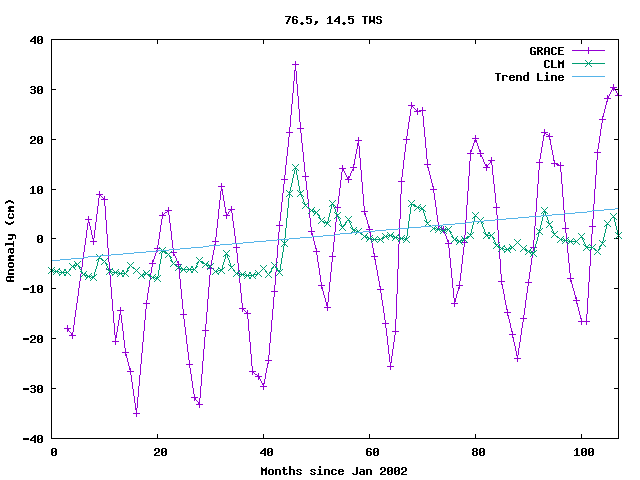 76.5, 14.5 TWS
GRACE
CLM
Trend Line
Anomaly (cm)
40
30
20
10
0
-10
-20
-30
-40
0 20 40 60 80 100
Months since Jan 2002